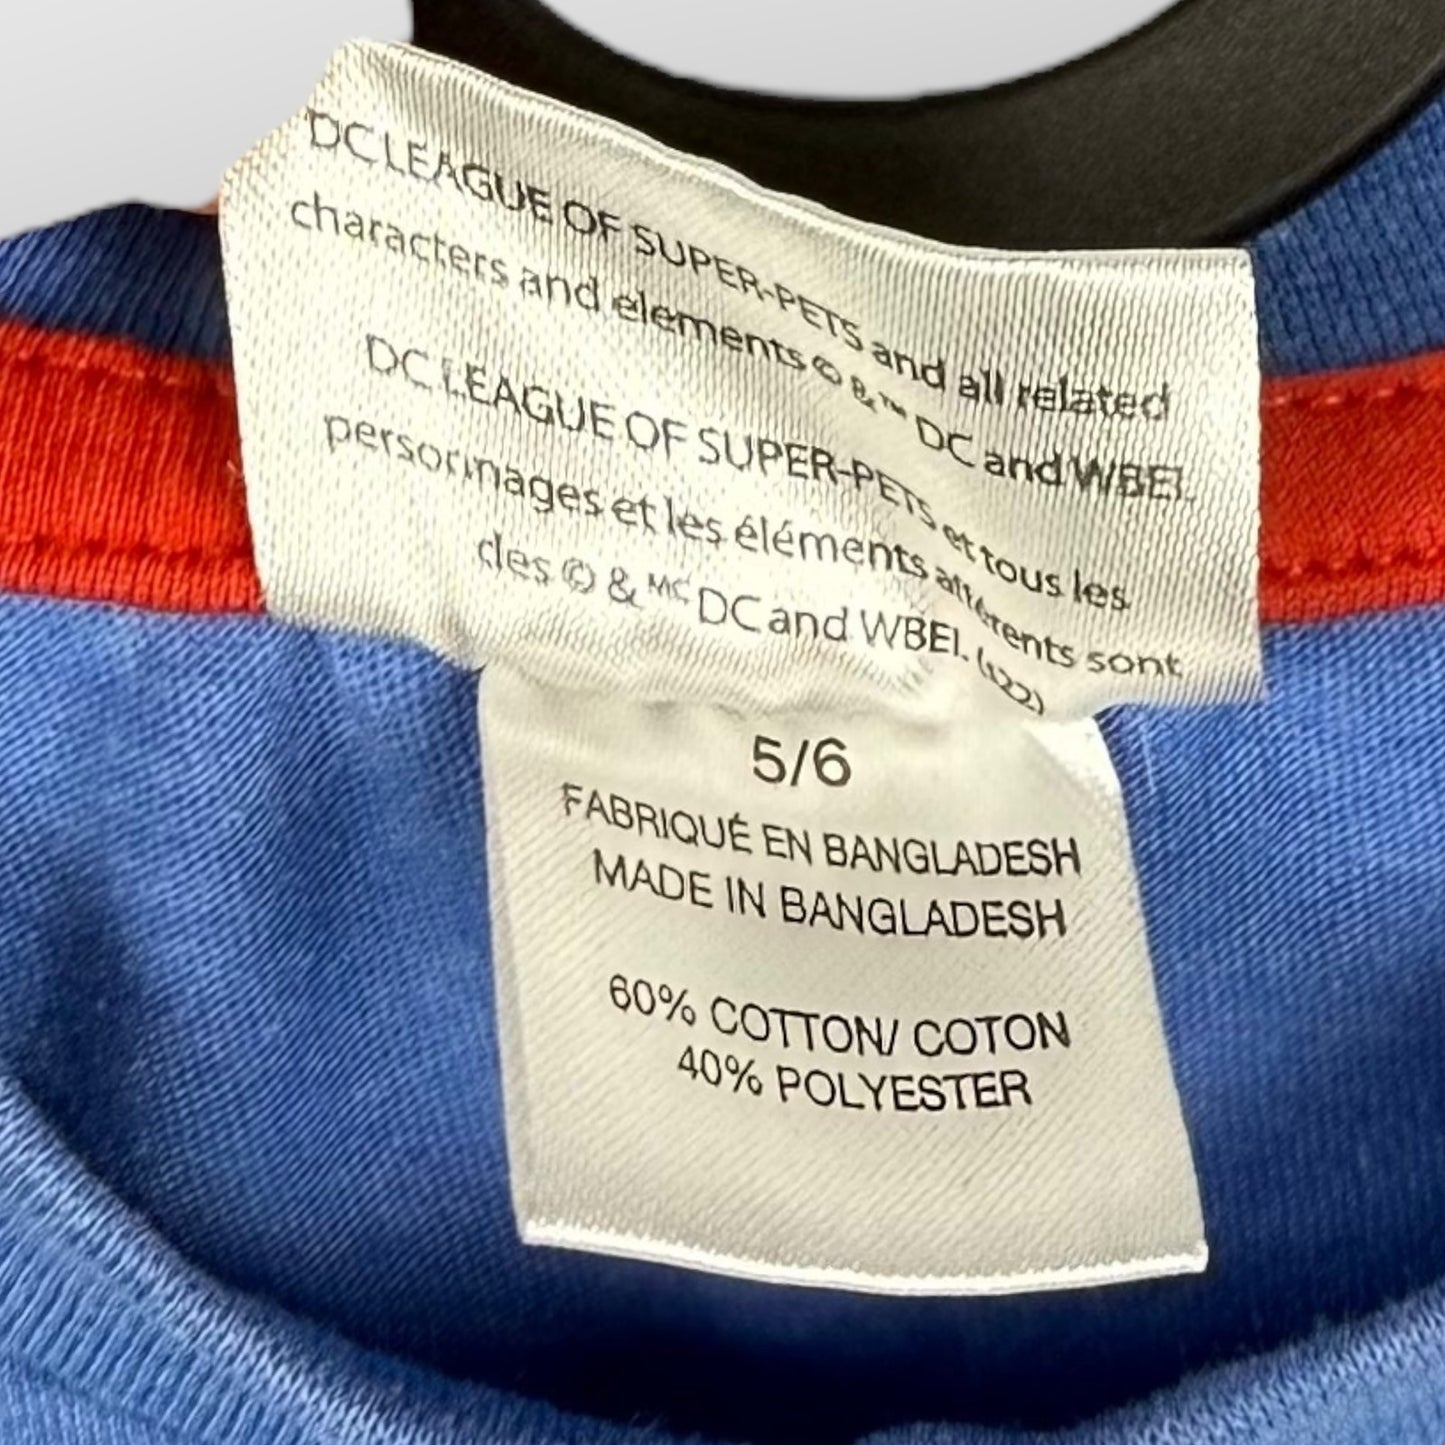 DC LEAGUE OF SUPER-PETS and all related
characters and elements © & ™ DC and WBEI.
DC LEAGUE OF SUPER-PETS et tous les
personnages et les éléments afférents sont
des © & MC DC and WBEI. (s22)
5/6
FABRIQUÉ EN BANGLADESH
MADE IN BANGLADESH
60% COTTON/ COTON
40% POLYESTER